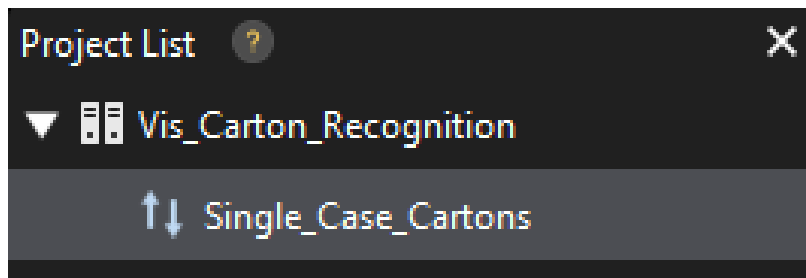 Project List ?
Vis_Carton_Recognition
Single_Case_Cartons